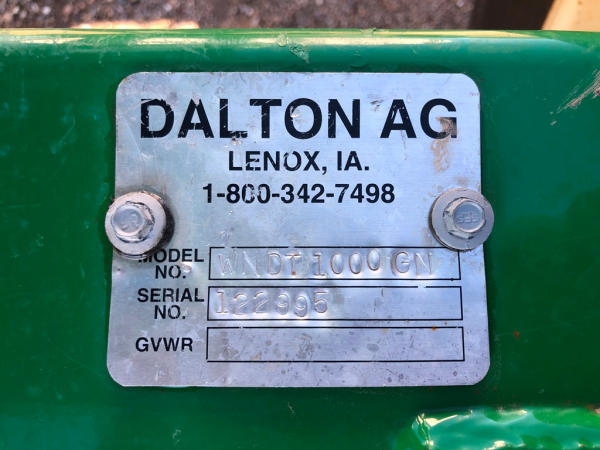 DALTON AG
LENOX, IA.
1-800-342-7498
MODEL NO. WNDT1000GN
SERIAL NO. 122995
GVWR